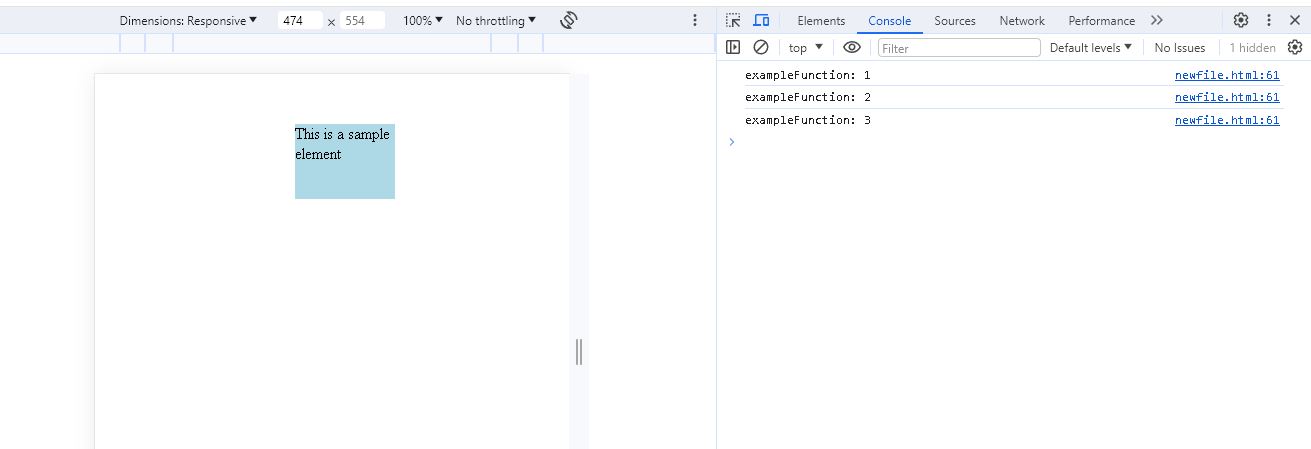 Dimensions: Responsive 474 × 554 100% No throttling
Elements Console Sources Network Performance
top Filter Default levels No Issues 1 hidden
exampleFunction: 1 newfile.html:61
exampleFunction: 2 newfile.html:61
exampleFunction: 3 newfile.html:61
This is a sample
element